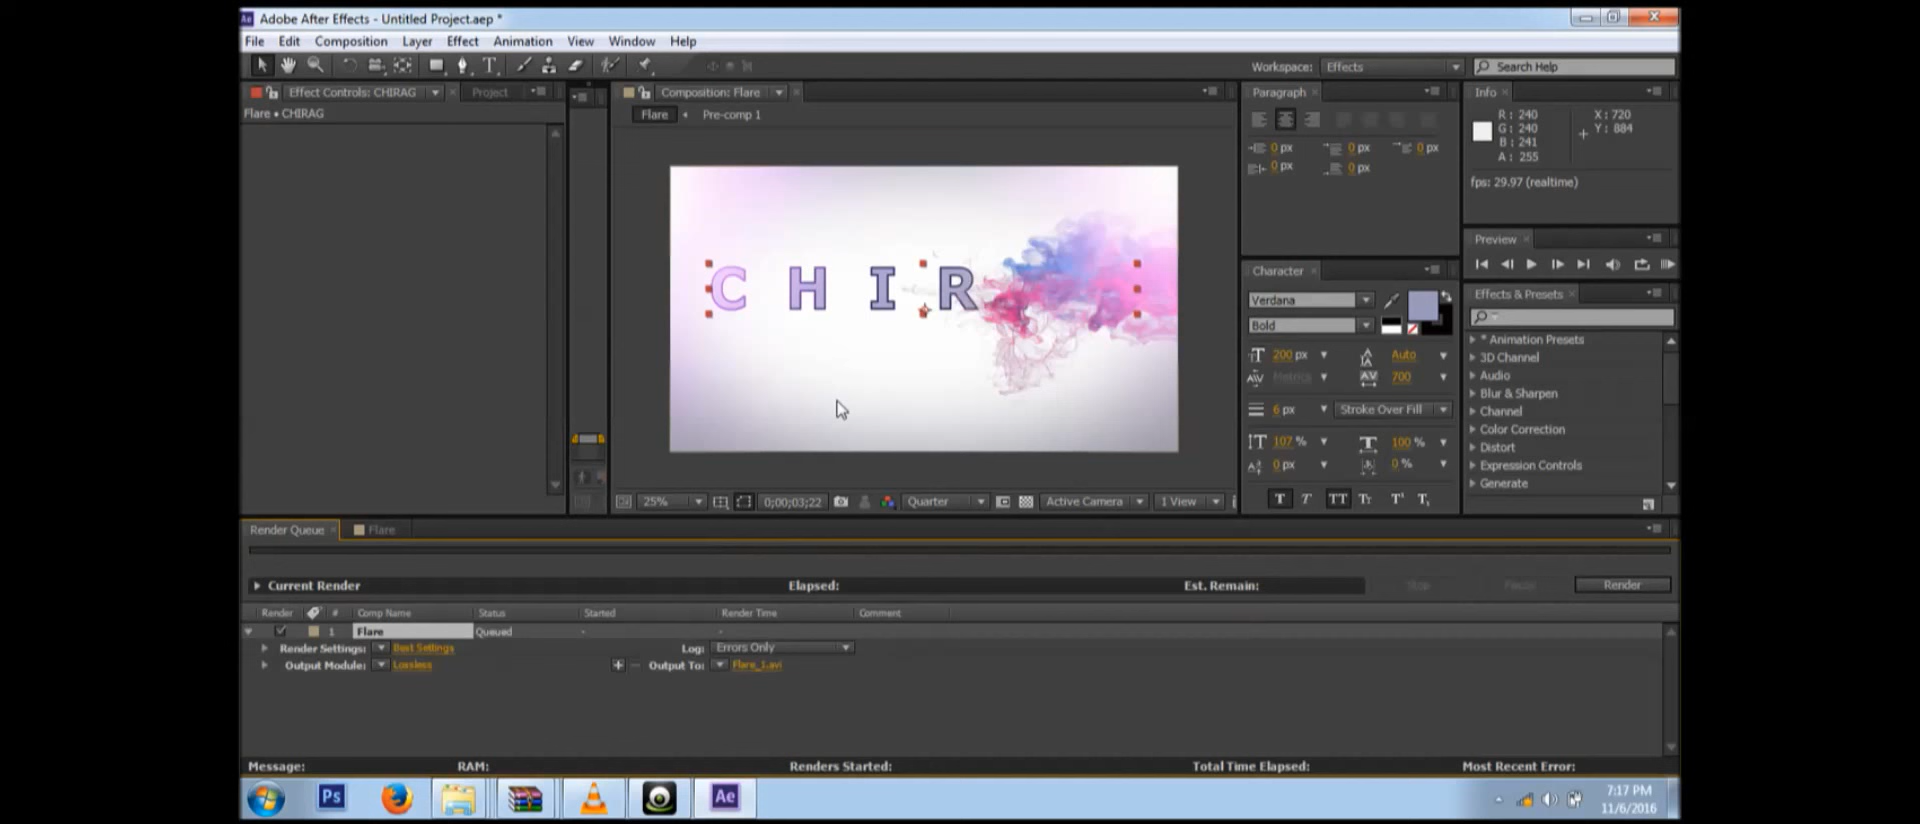 Adobe After Effects - Untitled Project.aep *
File Edit Composition Layer Effect Animation View Window Help
Workspace: Effects
Search Help
Effect Controls: CHIRAG
Project
Flare • CHIRAG
Composition: Flare
Flare Pre-comp 1
C H I R
25% 0;00;03;22 Quarter Active Camera 1 View
Paragraph
0 px 0 px 0 px
0 px 0 px
Character
Verdana
Bold
200 px Auto
Metrics 700
6 px Stroke Over Fill
107 % 100 %
0 px 0 %
T T TT Tr T¹ T,
Info
R: 240 X: 720
G: 240 Y: 884
B: 241
A: 255
fps: 29.97 (realtime)
Preview
Effects & Presets
* Animation Presets
3D Channel
Audio
Blur & Sharpen
Channel
Color Correction
Distort
Expression Controls
Generate
Render Queue Flare
Current Render Elapsed: Est. Remain: Stop Pause Render
Render # Comp Name Status Started Render Time Comment
1 Flare Queued - -
Render Settings: Best Settings Log: Errors Only
Output Module: Lossless Output To: Flare_1.avi
Message: RAM: Renders Started: Total Time Elapsed: Most Recent Error:
Ps Ae
7:17 PM
11/6/2016